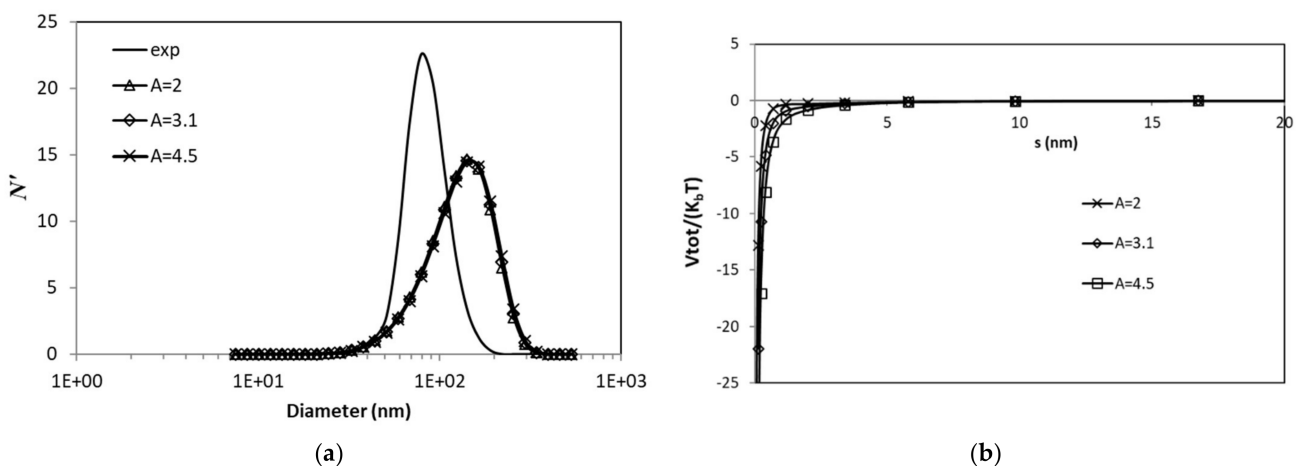 25
20
15
10
5
0
N′
exp
A=2
A=3.1
A=4.5
1E+00 1E+01 1E+02 1E+03
Diameter (nm)
(a)
5
0
-5
-10
-15
-20
-25
Vtot/(KbT)
0 5 10 15 20
s (nm)
A=2
A=3.1
A=4.5
(b)